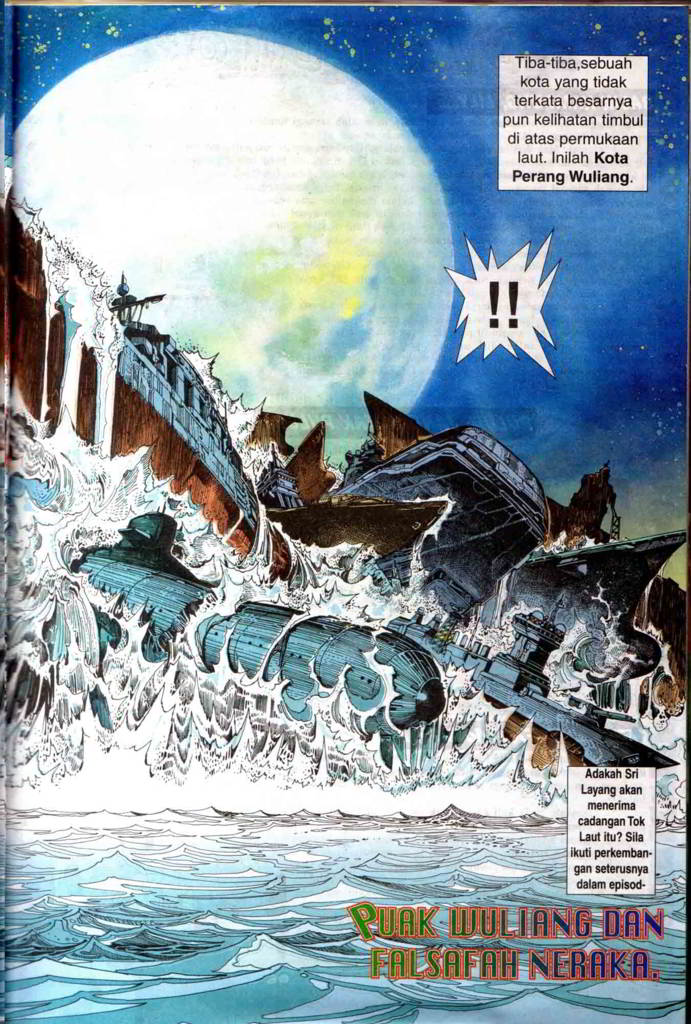 Tiba-tiba,sebuah
kota yang tidak
terkata besarnya
pun kelihatan timbul
di atas permukaan
laut. Inilah Kota
Perang Wuliang.
!!
Adakah Sri
Layang akan
menerima
cadangan Tok
Laut itu? Sila
ikuti perkemban-
gan seterusnya
dalam episod-
PUAK WULIANG DAN
FALSAFAH NERAKA.